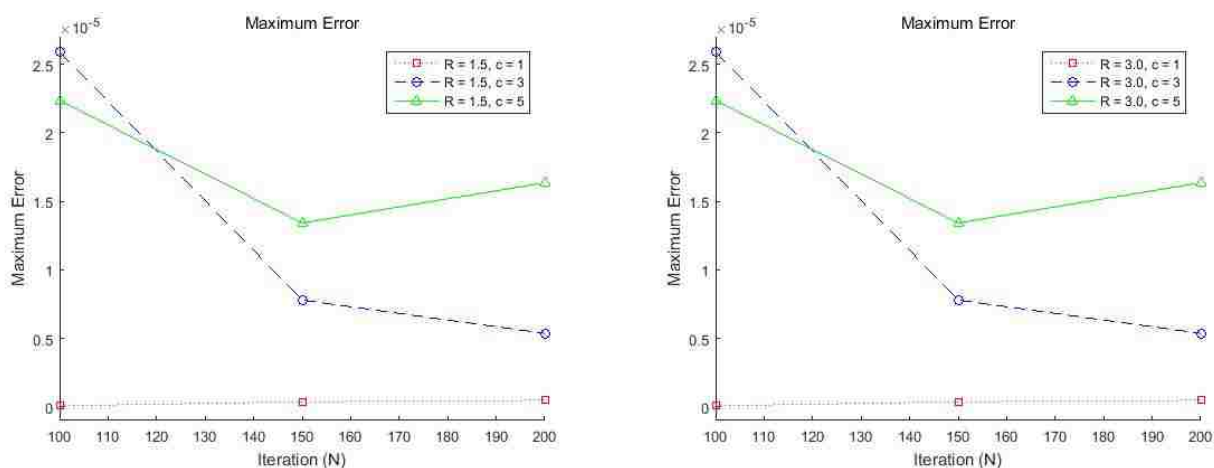 ×10-5
Maximum Error
R = 1.5, c = 1
R = 1.5, c = 3
R = 1.5, c = 5
Maximum Error
2.5
2
1.5
1
0.5
0
100 110 120 130 140 150 160 170 180 190 200
Iteration (N)
×10-5
Maximum Error
R = 3.0, c = 1
R = 3.0, c = 3
R = 3.0, c = 5
Maximum Error
2.5
2
1.5
1
0.5
0
100 110 120 130 140 150 160 170 180 190 200
Iteration (N)